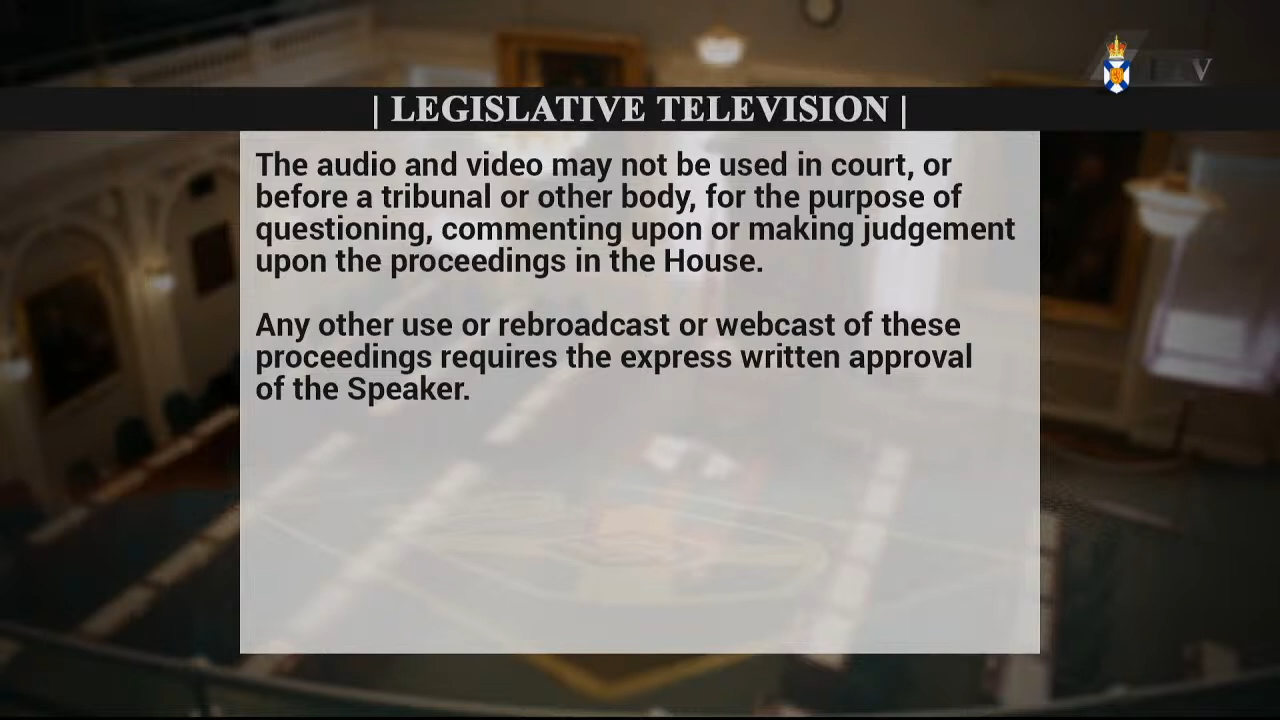 | LEGISLATIVE TELEVISION |
The audio and video may not be used in court, or
before a tribunal or other body, for the purpose of
questioning, commenting upon or making judgement
upon the proceedings in the House.
Any other use or rebroadcast or webcast of these
proceedings requires the express written approval
of the Speaker.